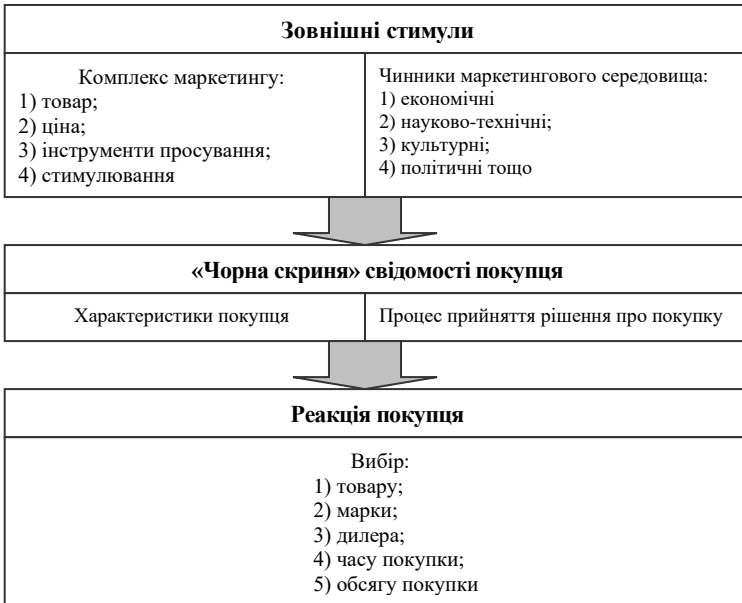 Зовнішні стимули
Комплекс маркетингу:
1) товар;
2) ціна;
3) інструменти просування;
4) стимулювання
Чинники маркетингового середовища:
1) економічні
2) науково-технічні;
3) культурні;
4) політичні тощо
«Чорна скриня» свідомості покупця
Характеристики покупця
Процес прийняття рішення про покупку
Реакція покупця
Вибір:
1) товару;
2) марки;
3) дилера;
4) часу покупки;
5) обсягу покупки